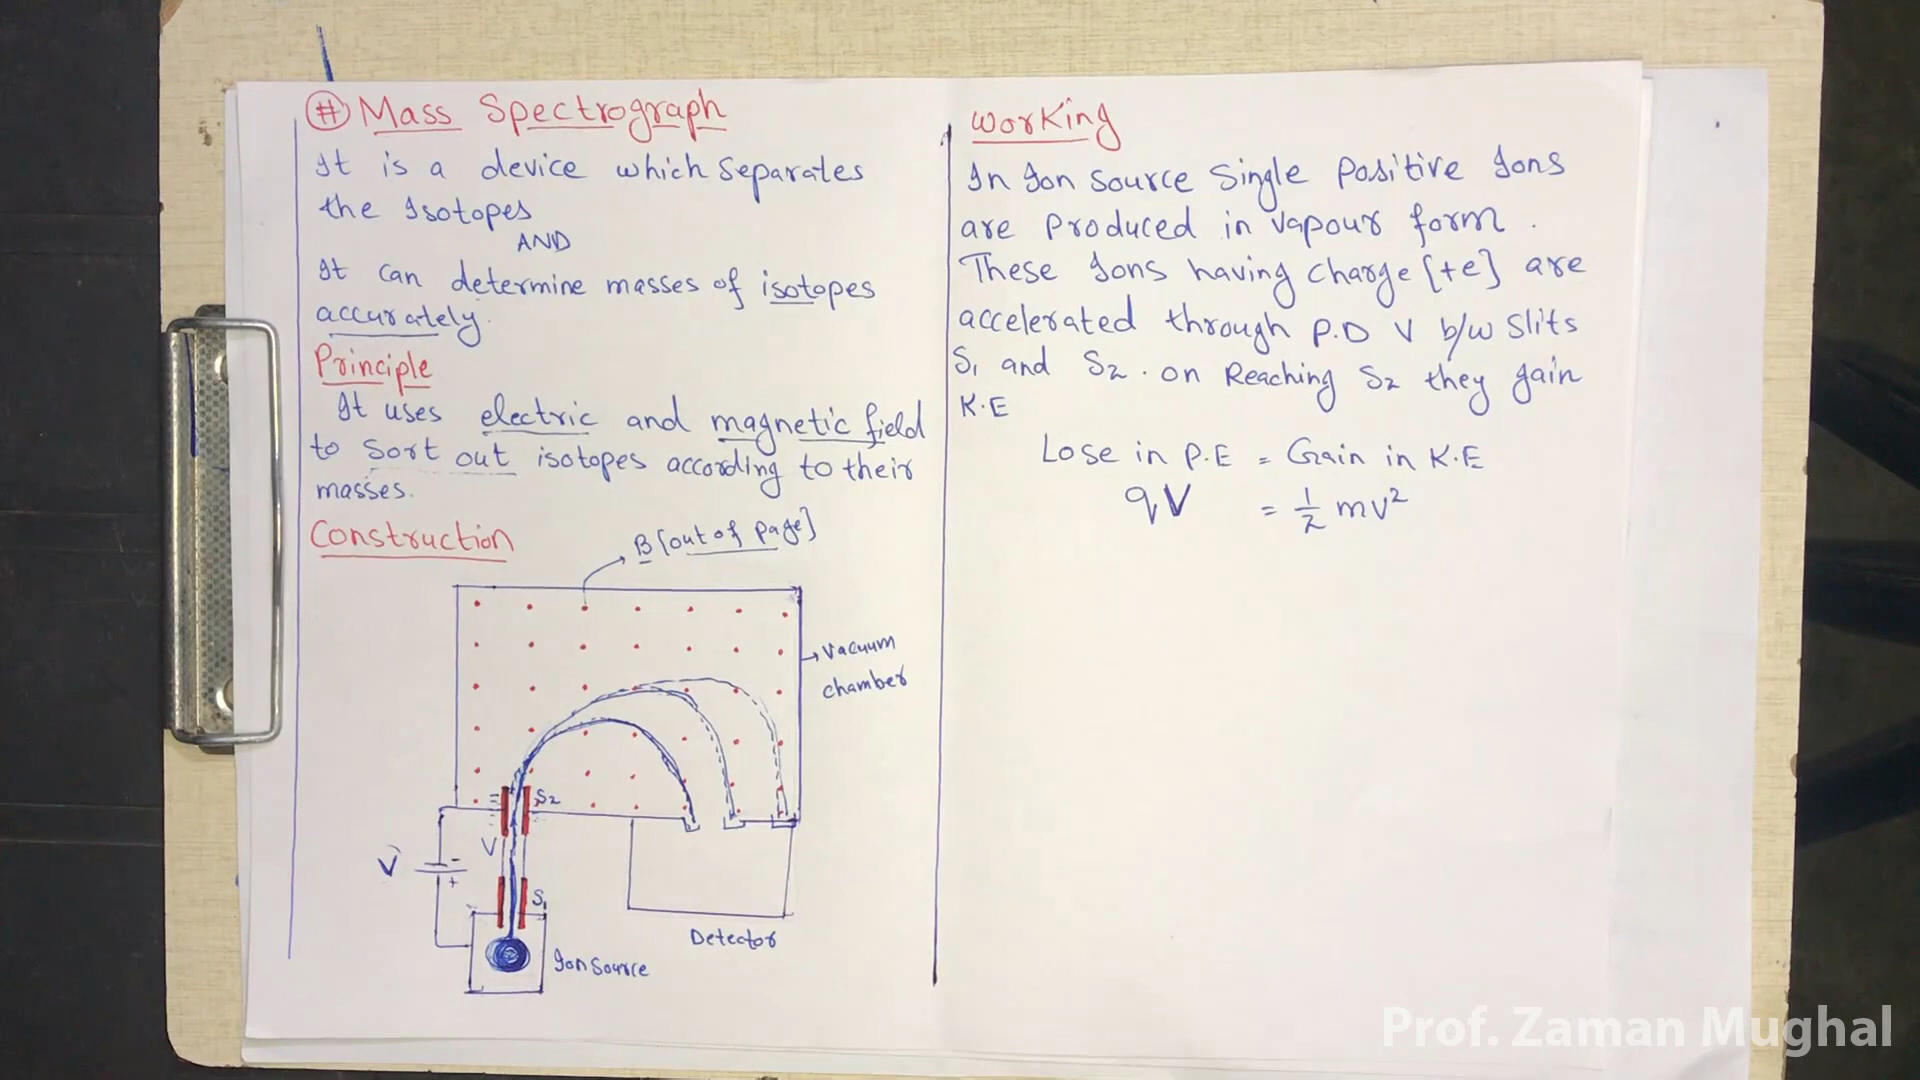 # Mass Spectrograph
It is a device which separates
the Isotopes
AND
It can determine masses of isotopes
accurately.
Principle
It uses electric and magnetic field
to sort out isotopes according to their
masses.
Construction
B [out of page]
Vacuum
chamber
S2
V
V
-
+
S1
Ion Source
Detector
Working
In Ion source Single Positive Ions
are Produced in Vapour form.
These Ions having charge [+e] are
accelerated through P.D V b/w Slits
S1 and S2. on Reaching S2 they gain
K.E
Lose in P.E = Gain in K.E
qV = 1/2 mv²
Prof. Zaman Mughal